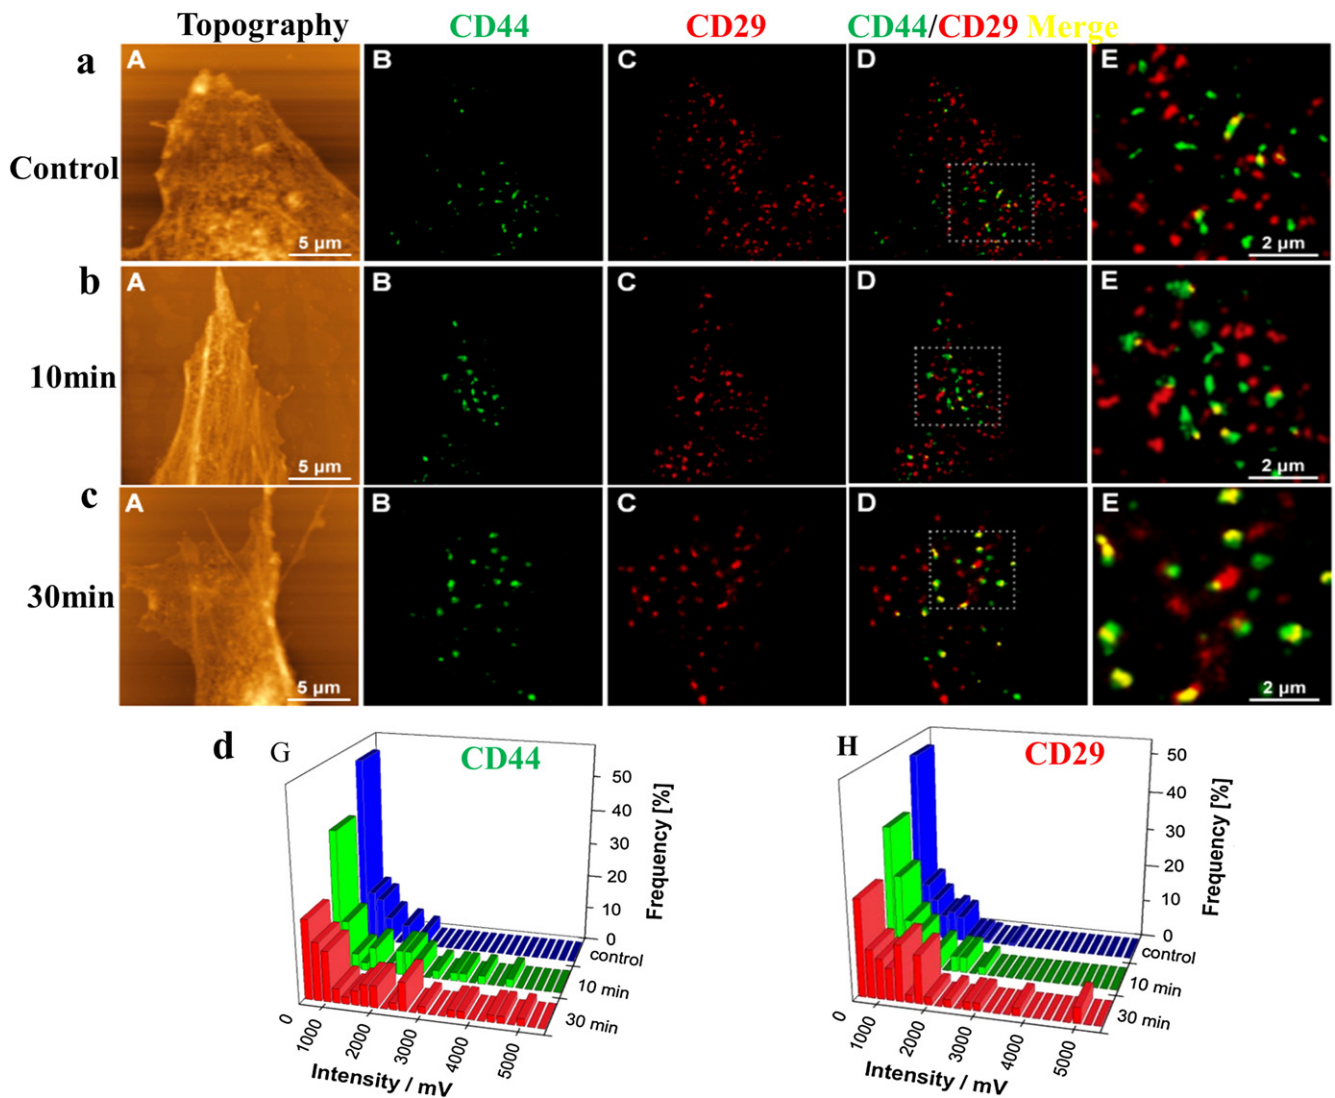 Topography CD44 CD29 CD44/CD29 Merge
a A B C D E
Control
5 µm 2 µm
b A B C D E
10min
5 µm 2 µm
c A B C D E
30min
5 µm 2 µm
d G CD44
50
40
30
20
10
0
Frequency [%]
control
10 min
30 min
0 1000 2000 3000 4000 5000
Intensity / mV
H CD29
50
40
30
20
10
0
Frequency [%]
control
10 min
30 min
0 1000 2000 3000 4000 5000
Intensity / mV